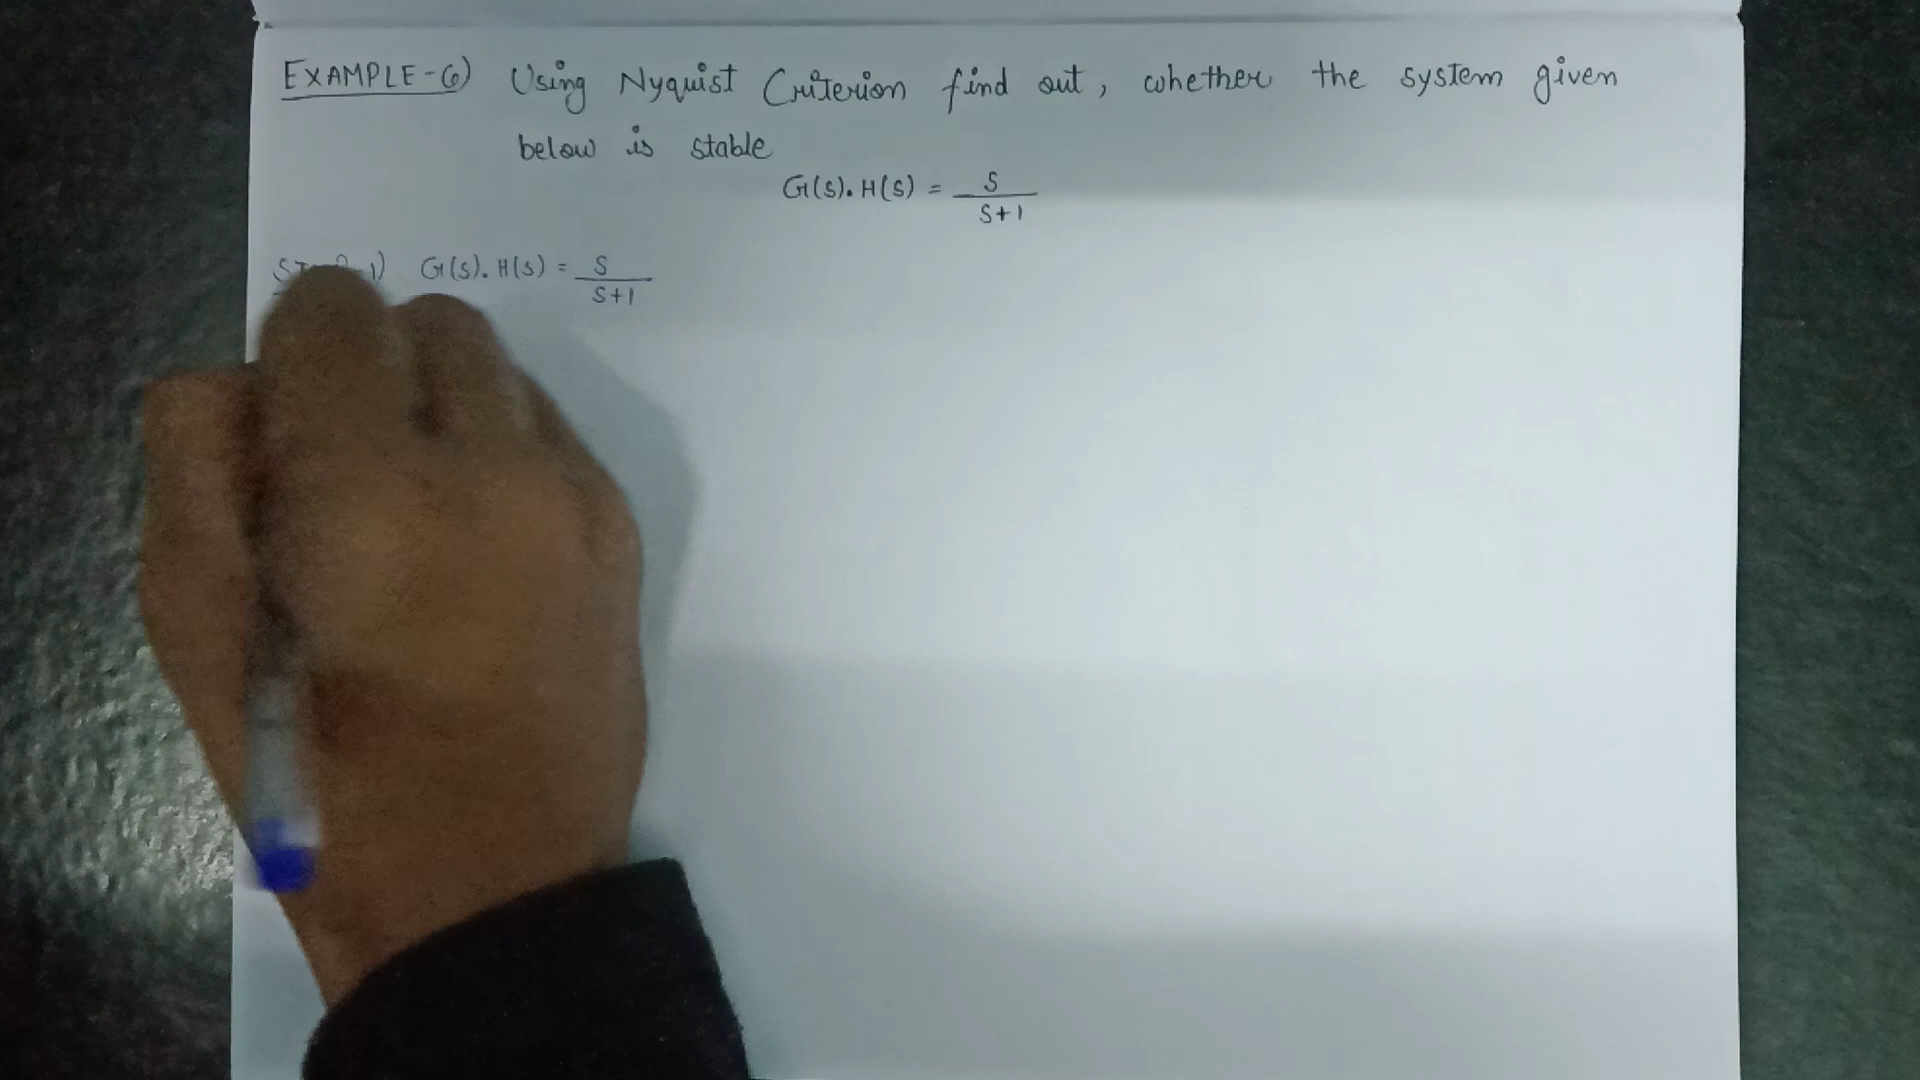 EXAMPLE-6) Using Nyquist Criterion find out, whether the system given
below is stable
G(s).H(s) = s / s+1
G(s).H(s) = s / s+1